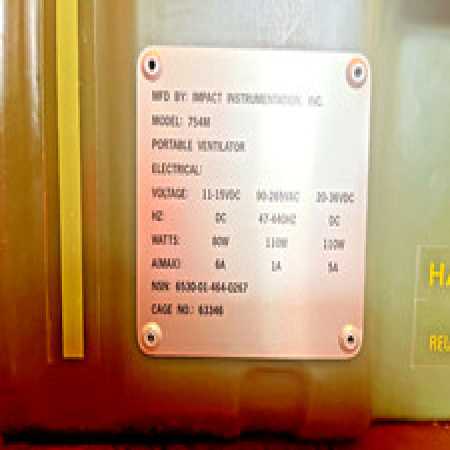 MFD BY: IMPACT INSTRUMENTATION, INC.
MODEL: 754M
PORTABLE VENTILATOR
ELECTRICAL:
VOLTAGE: 11-15VDC 90-265VAC 20-36VDC
HZ: DC 47-440HZ DC
WATTS: 80W 110W 110W
A(MAX): 6A 1A 5A
NSN: 6530-01-464-0267
CAGE NO.: 63346